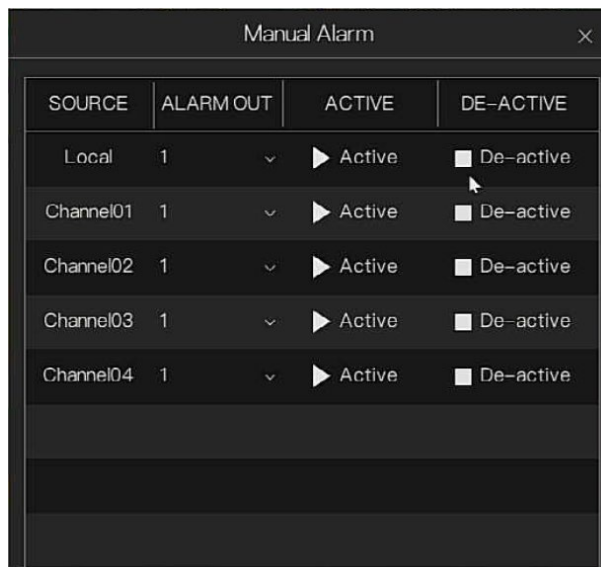 Manual Alarm
SOURCE ALARM OUT ACTIVE DE-ACTIVE
Local 1 Active De-active
Channel01 1 Active De-active
Channel02 1 Active De-active
Channel03 1 Active De-active
Channel04 1 Active De-active